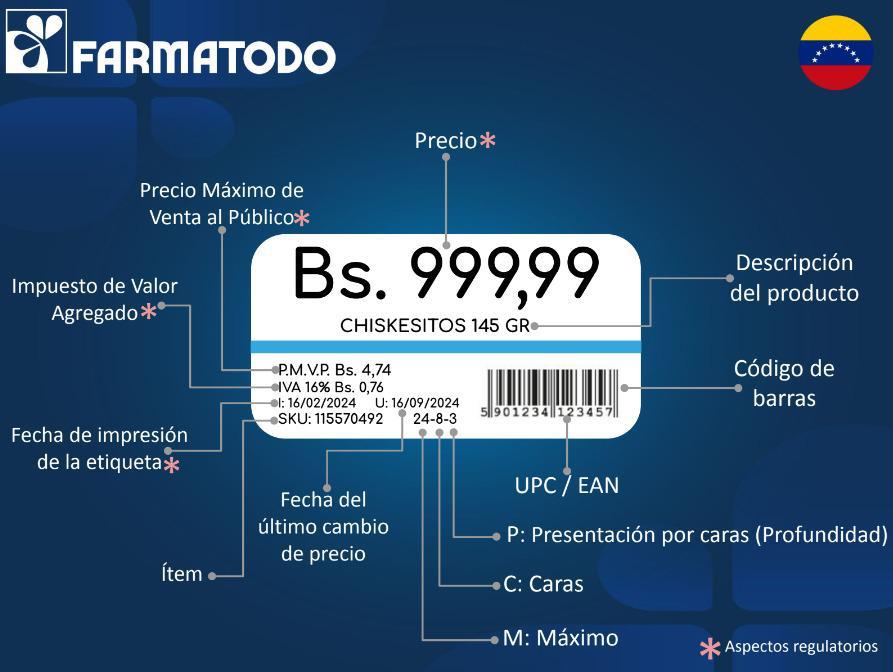 FARMATODO
Precio*
Precio Máximo de
Venta al Público*
Impuesto de Valor
Agregado*
Bs. 999,99
CHISKESITOS 145 GR
Descripción
del producto
P.M.V.P. Bs. 4,74
IVA 16% Bs. 0,76
I: 16/02/2024 U: 16/09/2024
SKU: 115570492 24-8-3
5 901234 123457
Código de
barras
Fecha de impresión
de la etiqueta*
Fecha del
último cambio
de precio
UPC / EAN
P: Presentación por caras (Profundidad)
Ítem
C: Caras
M: Máximo
* Aspectos regulatorios